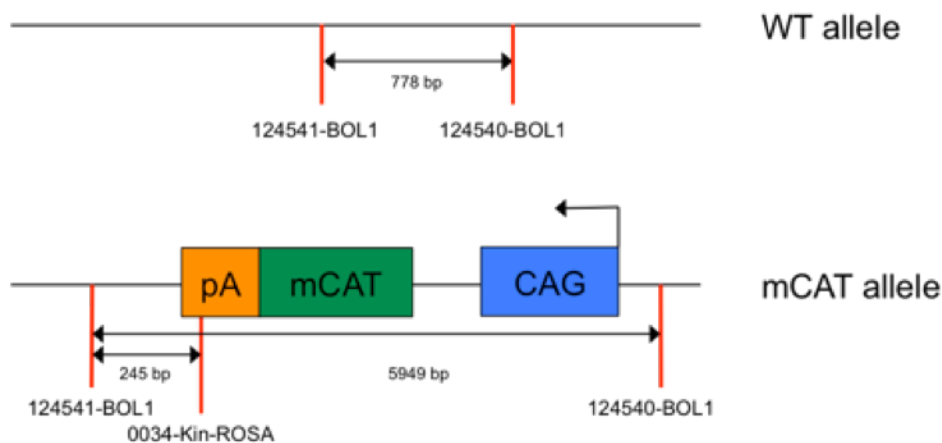 WT allele
778 bp
124541-BOL1 124540-BOL1
pA mCAT CAG mCAT allele
245 bp 5949 bp
124541-BOL1 124540-BOL1
0034-Kin-ROSA